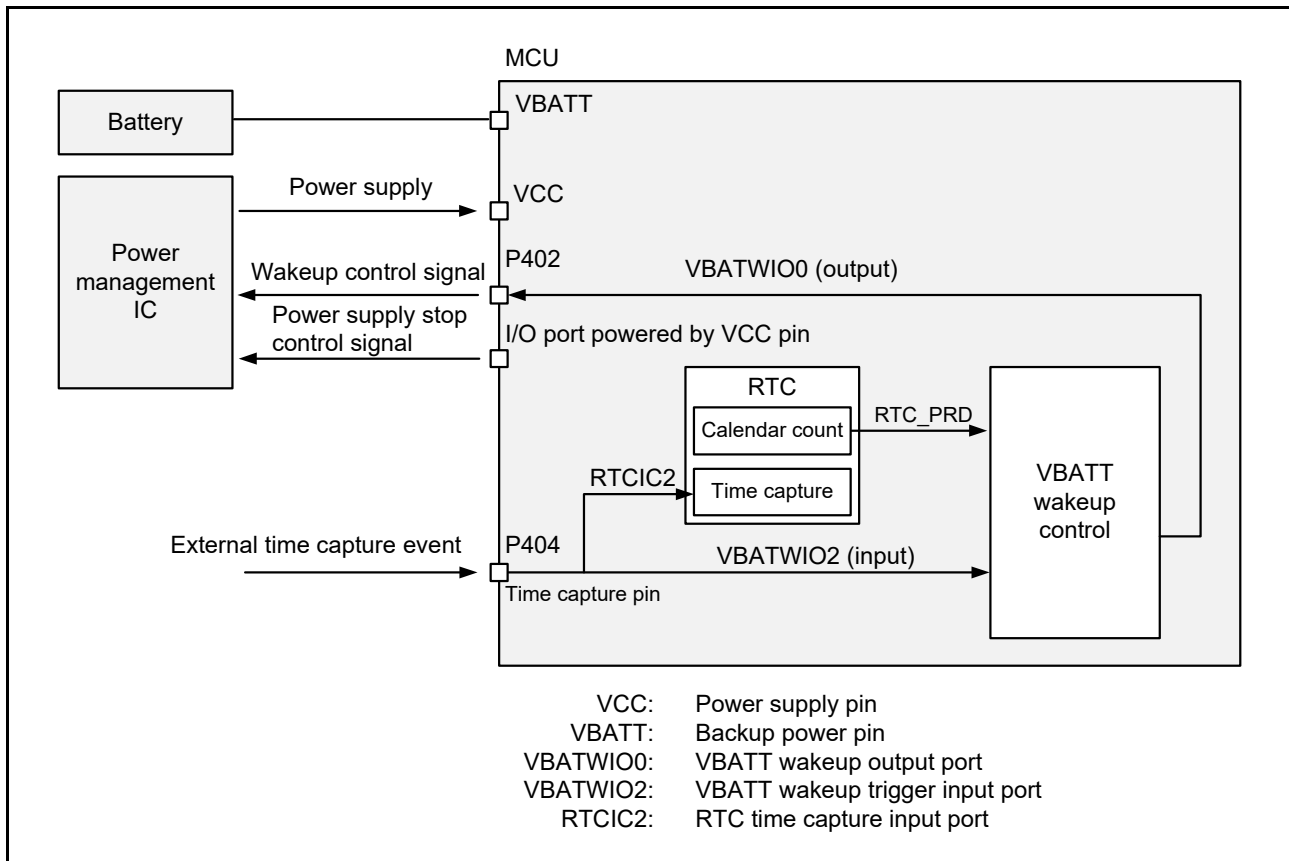 MCU
VBATT
Battery
Power supply
VCC
Power
management
IC
P402
Wakeup control signal
VBATWIO0 (output)
Power supply stop
control signal
I/O port powered by VCC pin
RTC
Calendar count
RTC_PRD
RTCIC2
Time capture
VBATT
wakeup
control
External time capture event
P404
VBATWIO2 (input)
Time capture pin
VCC: Power supply pin
VBATT: Backup power pin
VBATWIO0: VBATT wakeup output port
VBATWIO2: VBATT wakeup trigger input port
RTCIC2: RTC time capture input port